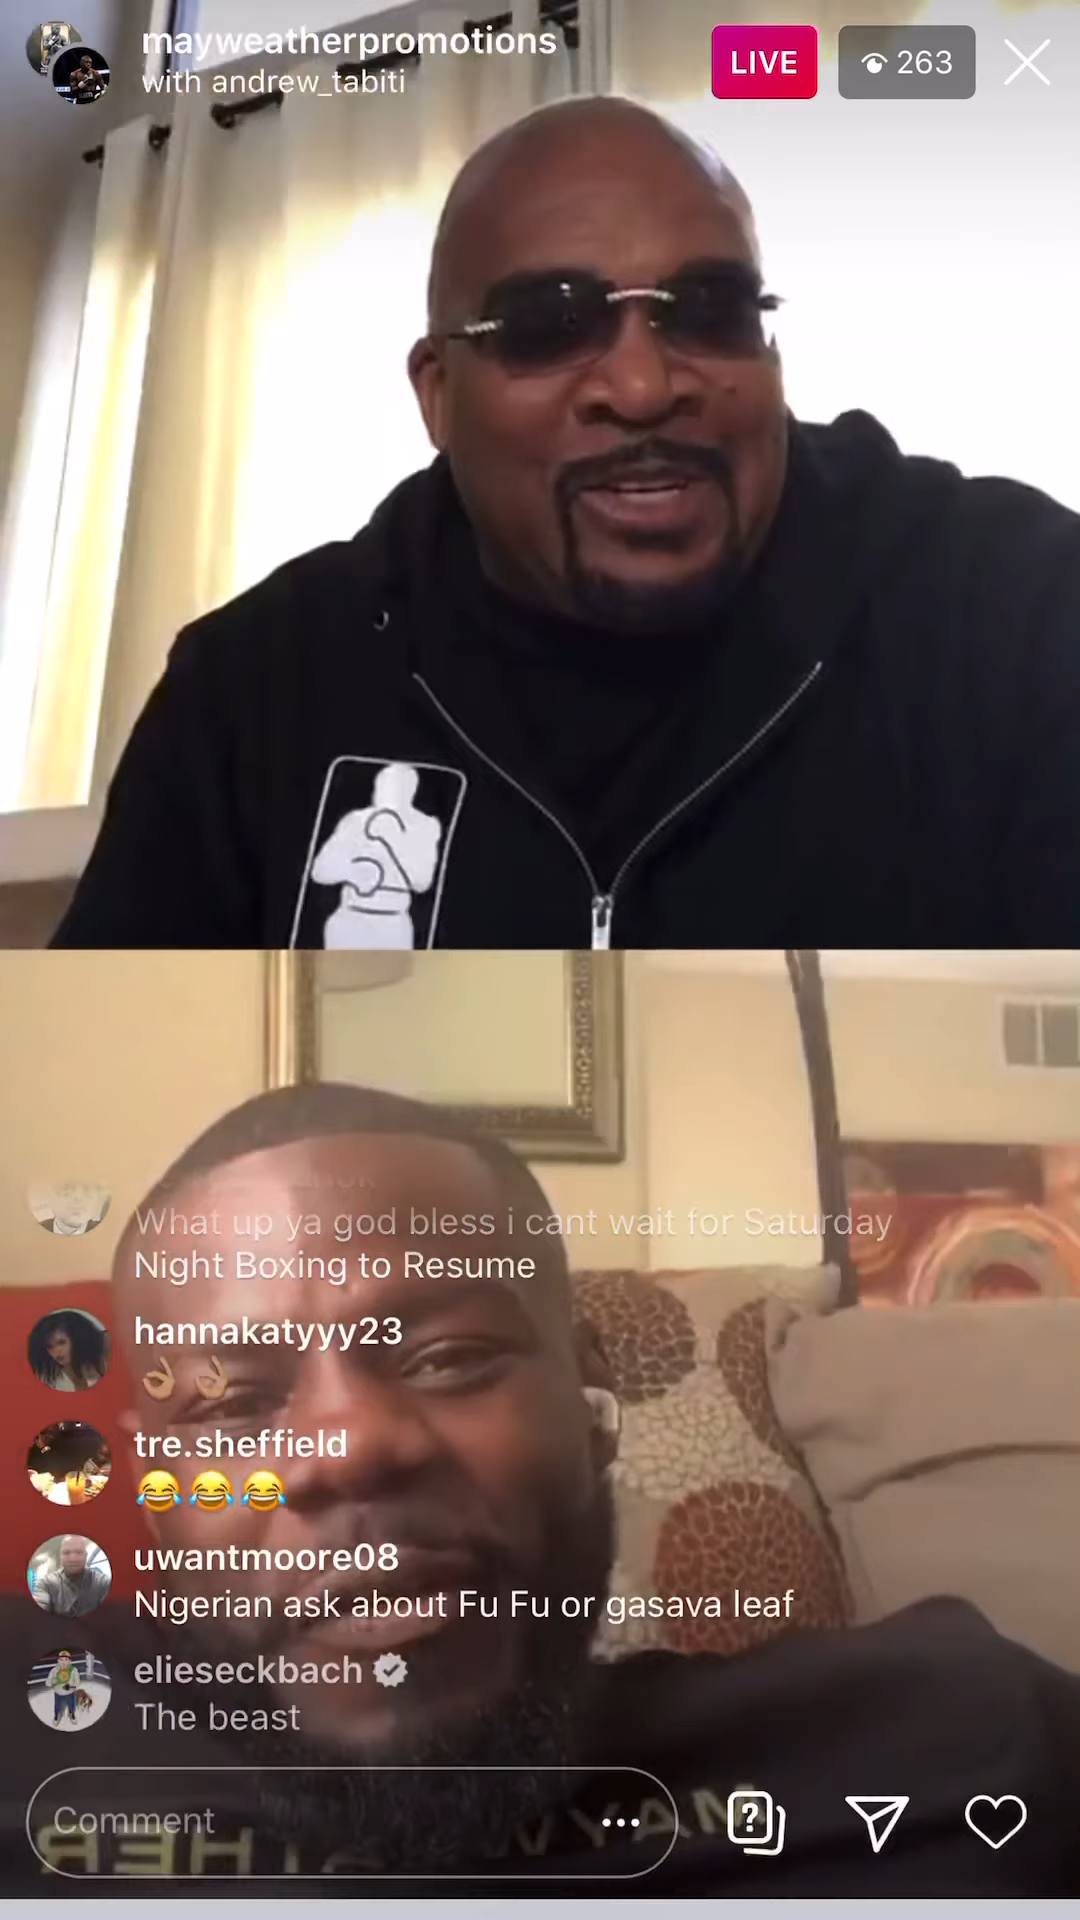 mayweatherpromotions
with andrew_tabiti
LIVE
263
What up ya god bless i cant wait for Saturday
Night Boxing to Resume
hannakatyyy23
👌🏽👌🏽
tre.sheffield
😂😂😂
uwantmoore08
Nigerian ask about Fu Fu or gasava leaf
elieseckbach
The beast
Comment